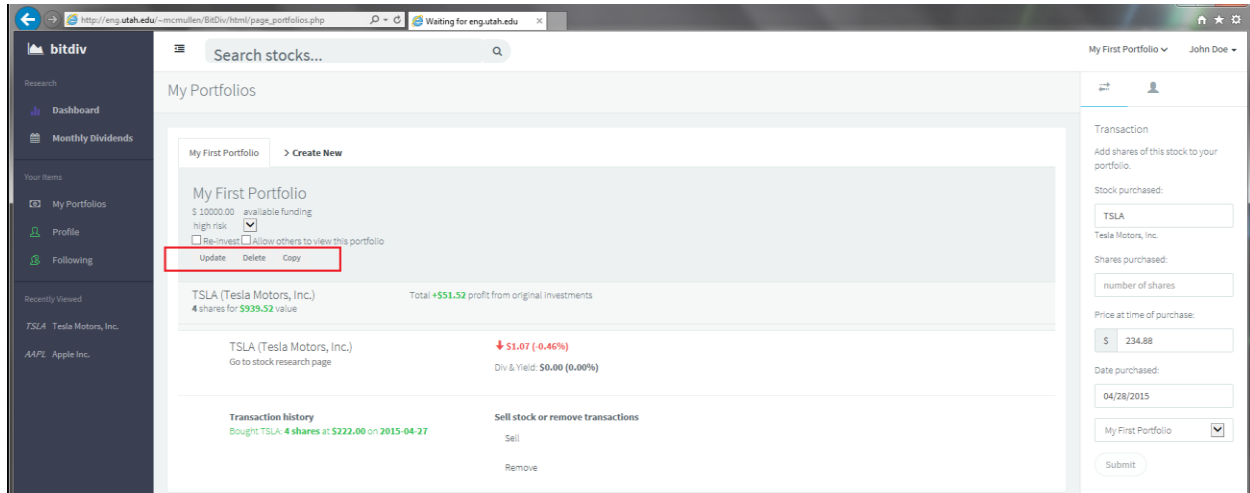 http://eng.utah.edu/~mcmullen/BitDiv/html/page_portfolios.php
Waiting for eng.utah.edu
bitdiv
Search stocks...
My First Portfolio
John Doe
Research
Dashboard
Monthly Dividends
Your Items
My Portfolios
Profile
Following
Recently Viewed
TSLA Tesla Motors, Inc.
AAPL Apple Inc.
My Portfolios
My First Portfolio
> Create New
My First Portfolio
$ 10000.00 available funding
high risk
Re-invest Allow others to view this portfolio
Update Delete Copy
TSLA (Tesla Motors, Inc.)
4 shares for $939.52 value
Total +$51.52 profit from original investments
TSLA (Tesla Motors, Inc.)
Go to stock research page
$1.07 (-0.46%)
Div & Yield: $0.00 (0.00%)
Transaction history
Bought TSLA: 4 shares at $222.00 on 2015-04-27
Sell stock or remove transactions
Sell
Remove
Transaction
Add shares of this stock to your
portfolio.
Stock purchased:
TSLA
Tesla Motors, Inc.
Shares purchased:
number of shares
Price at time of purchase:
$ 234.88
Date purchased:
04/28/2015
My First Portfolio
Submit